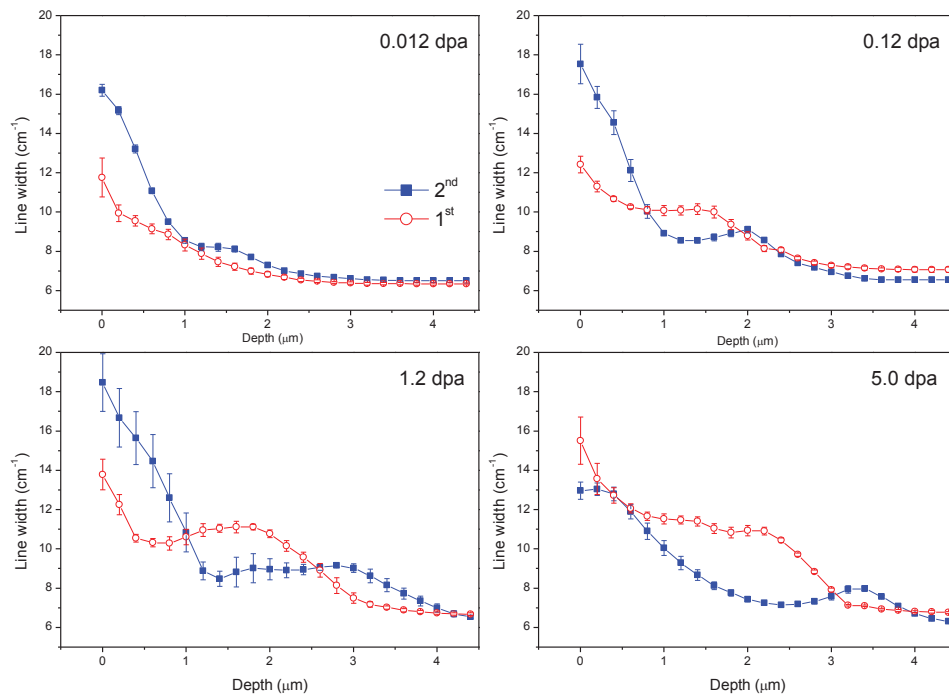 0.012 dpa
20
18
16
14
12
10
8
6
Line width (cm⁻¹)
2nd
1st
0 1 2 3 4
Depth (μm)
0.12 dpa
20
18
16
14
12
10
8
6
Line width (cm⁻¹)
0 1 2 3 4
Depth (μm)
1.2 dpa
20
18
16
14
12
10
8
6
Line width (cm⁻¹)
0 1 2 3 4
Depth (μm)
5.0 dpa
20
18
16
14
12
10
8
6
Line width (cm⁻¹)
0 1 2 3 4
Depth (μm)